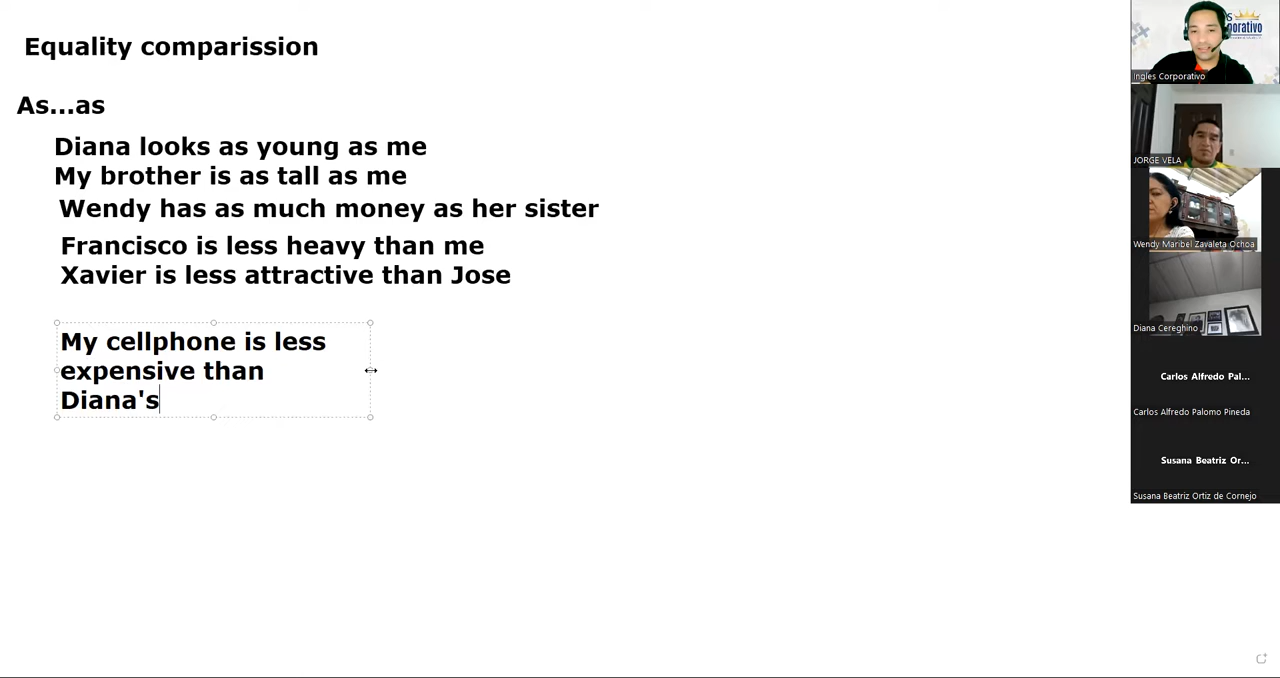 Equality comparission
As...as
Diana looks as young as me
My brother is as tall as me
Wendy has as much money as her sister
Francisco is less heavy than me
Xavier is less attractive than Jose
My cellphone is less
expensive than
Diana's
Ingles Corporativo
JORGE VELA
Wendy Maribel Zavaleta Ochoa
Diana Cereghino
Carlos Alfredo Pal...
Carlos Alfredo Palomo Pineda
Susana Beatriz Or...
Susana Beatriz Ortiz de Cornejo